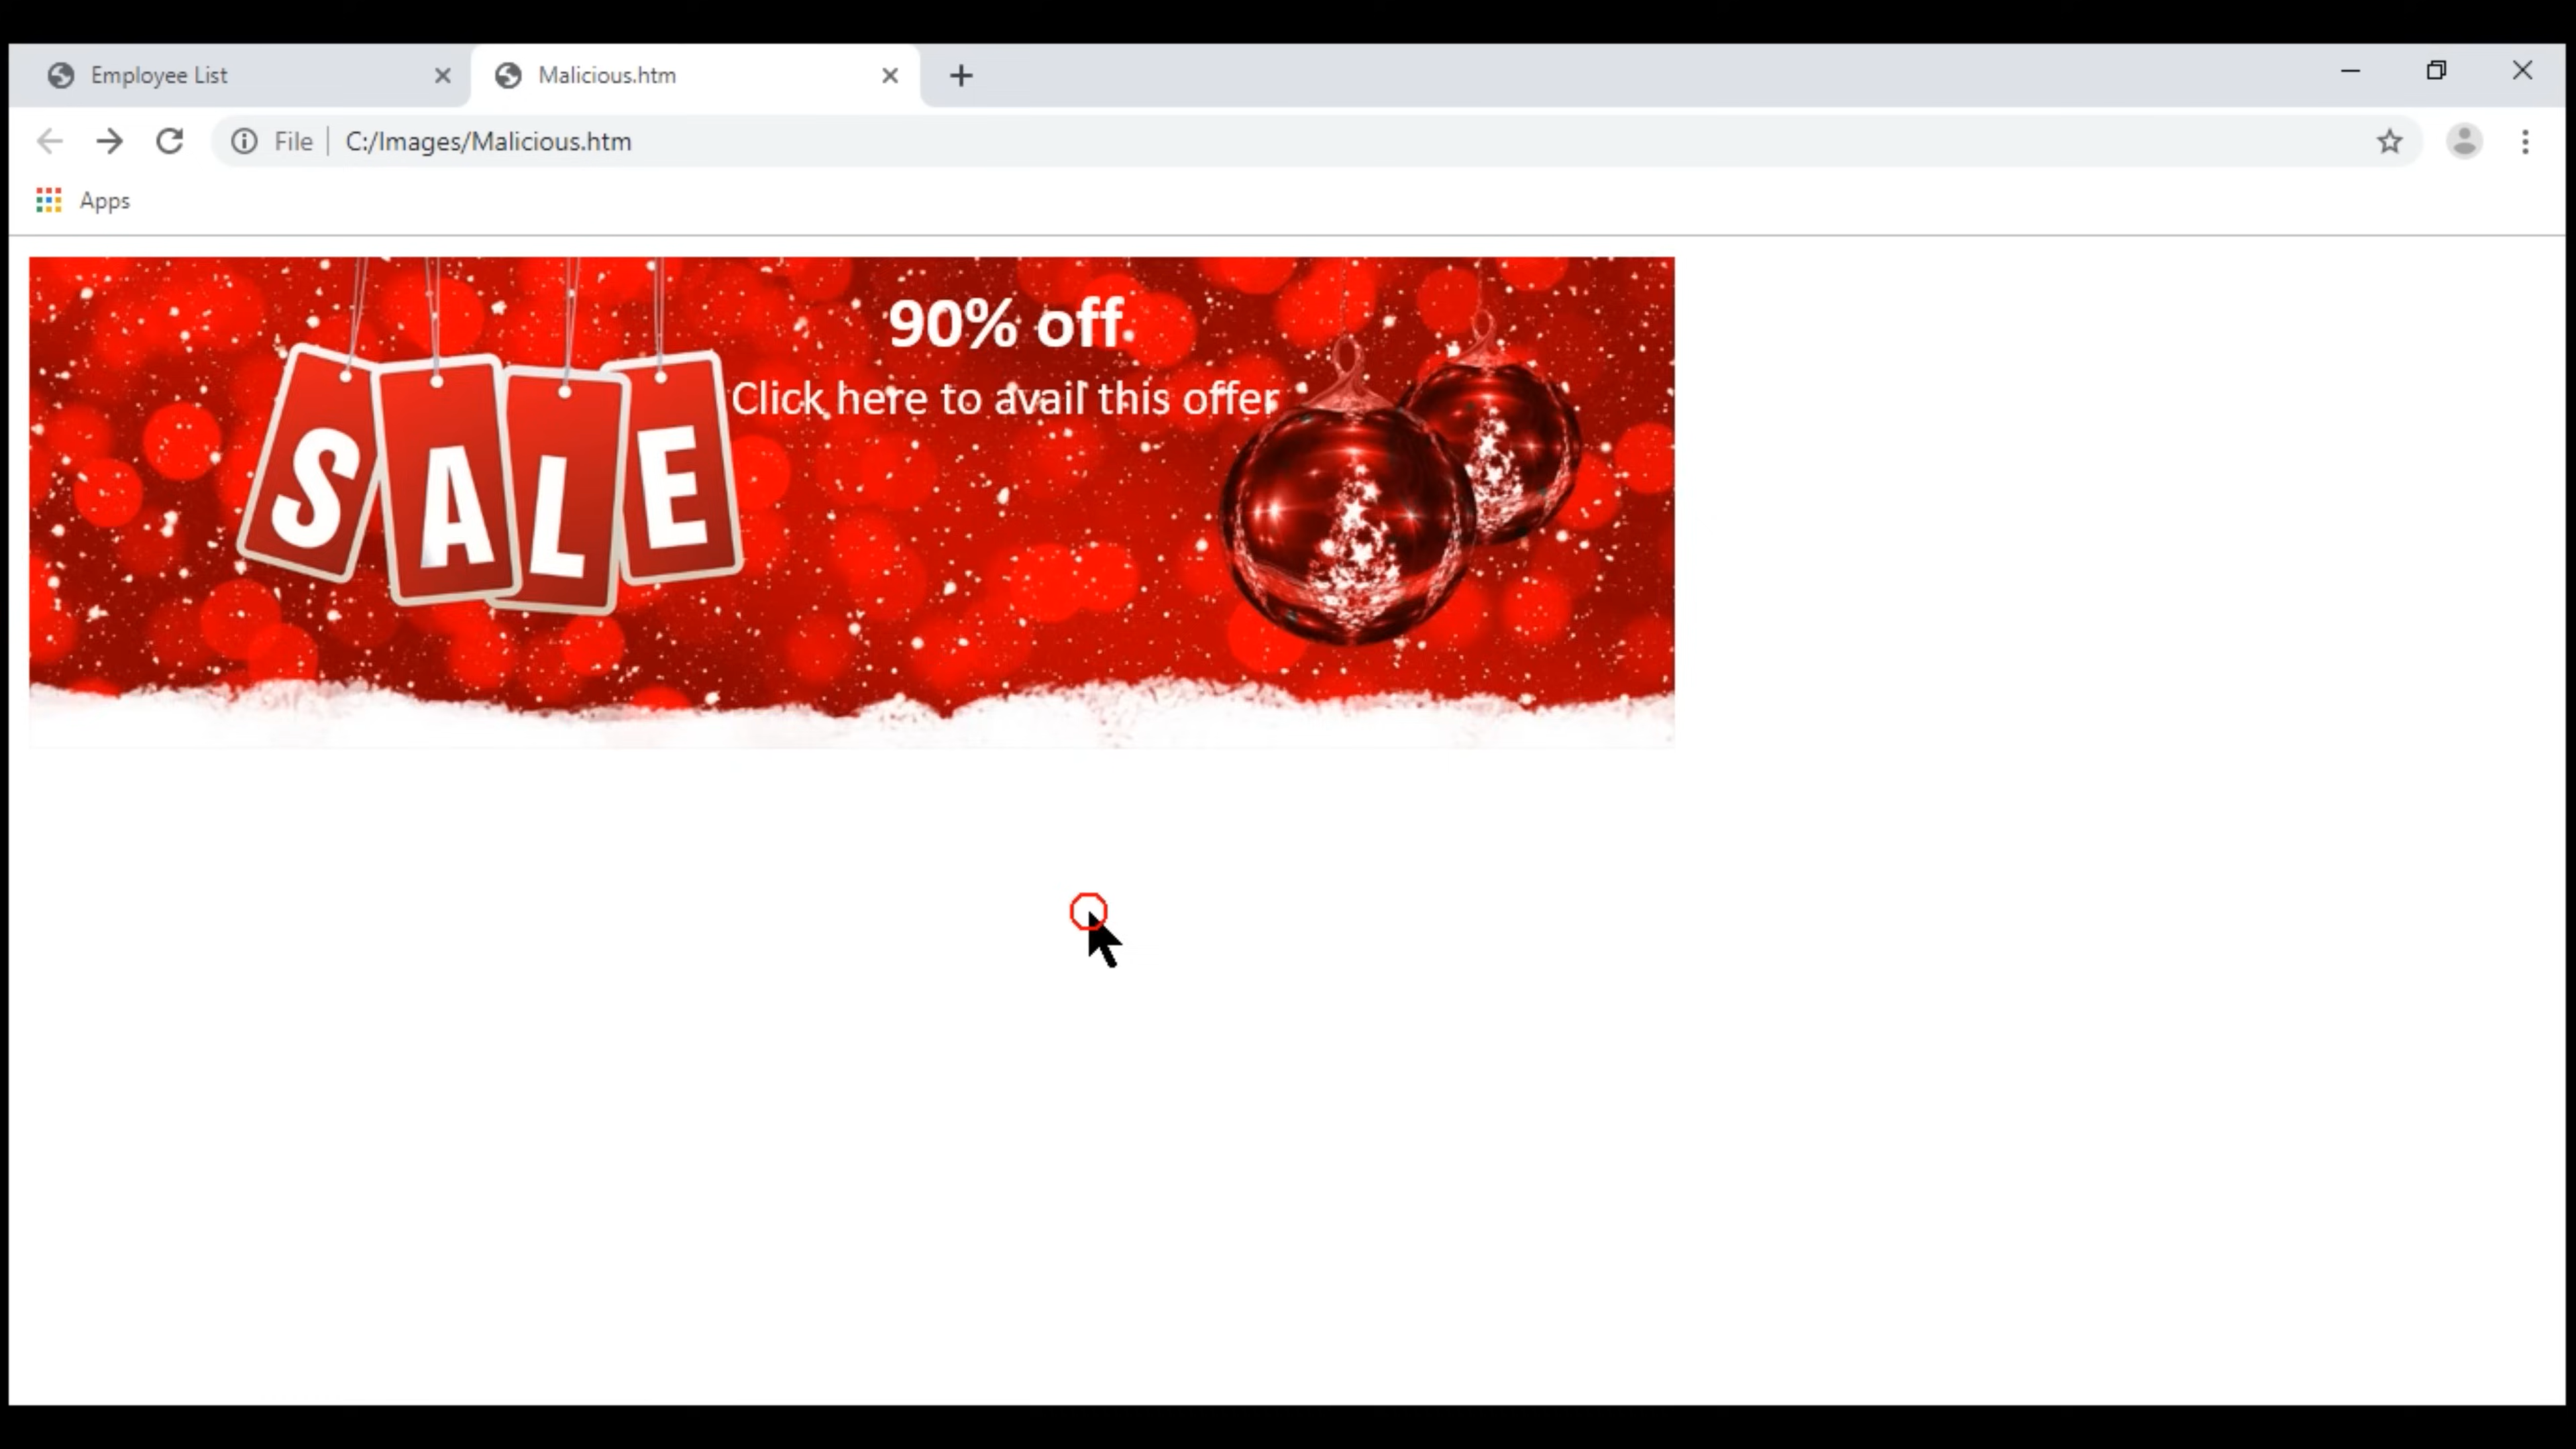 Employee List
Malicious.htm
File
C:/Images/Malicious.htm
Apps
SALE
90% off
Click here to avail this offer